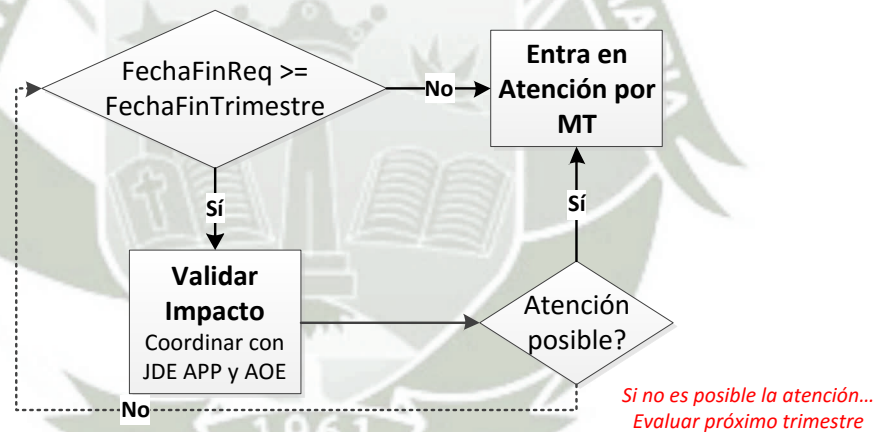 FechaFinReq >=
FechaFinTrimestre
No
Entra en
Atención por
MT
Sí
Sí
Validar
Impacto
Coordinar con
JDE APP y AOE
Atención
posible?
No
Si no es posible la atención...
Evaluar próximo trimestre
1961